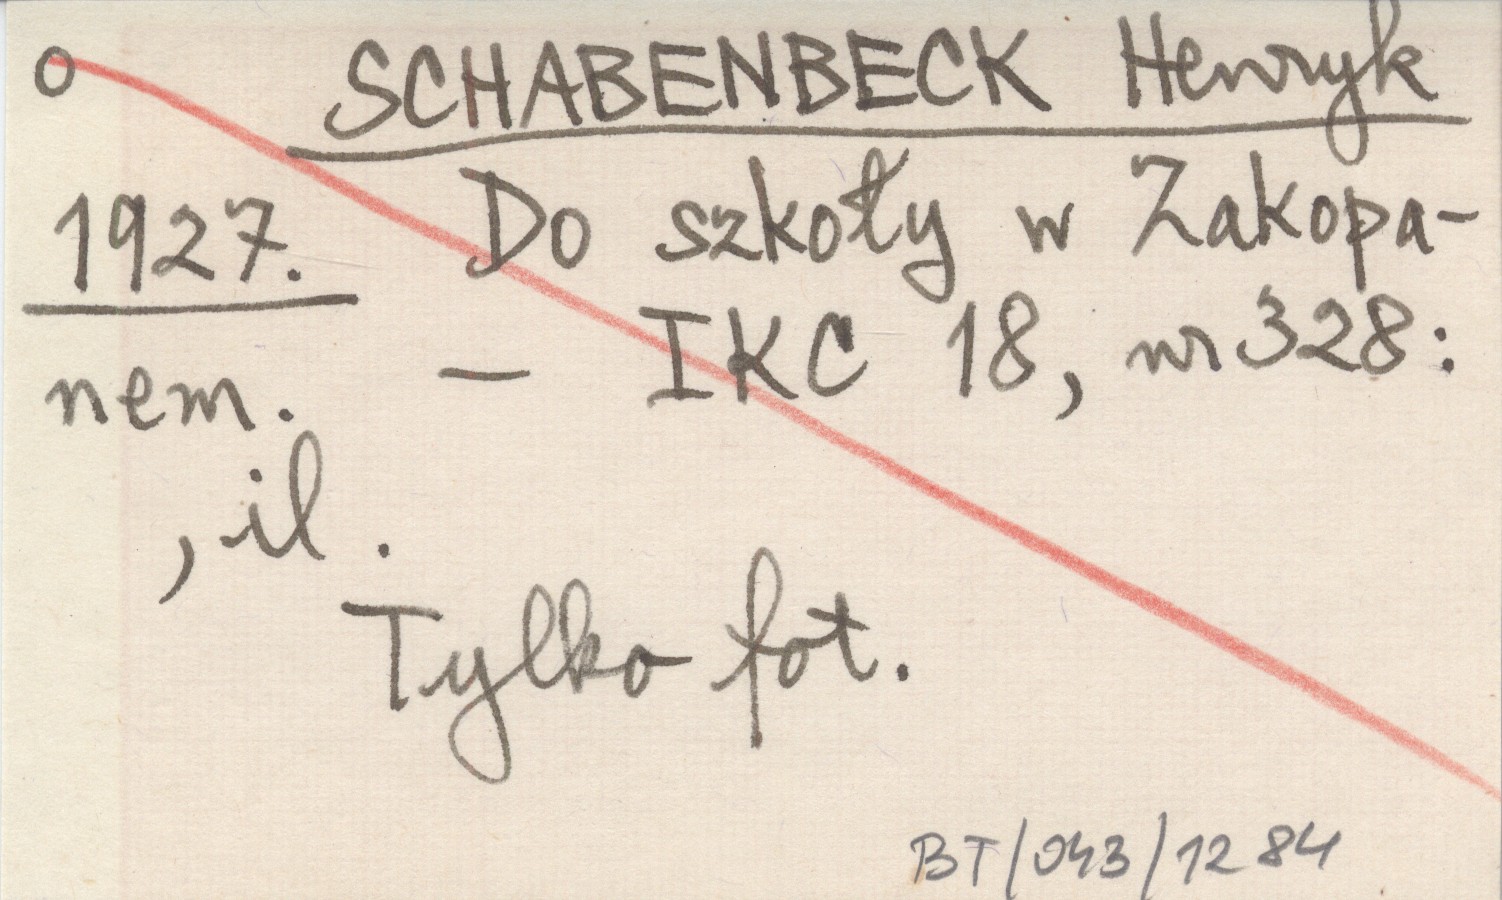 o SCHABENBECK Henryk
1927. Do szkoły w Zakopa-
nem. — IKC 18, nr 328:
, il.
Tylko fot.
BT/043/1284